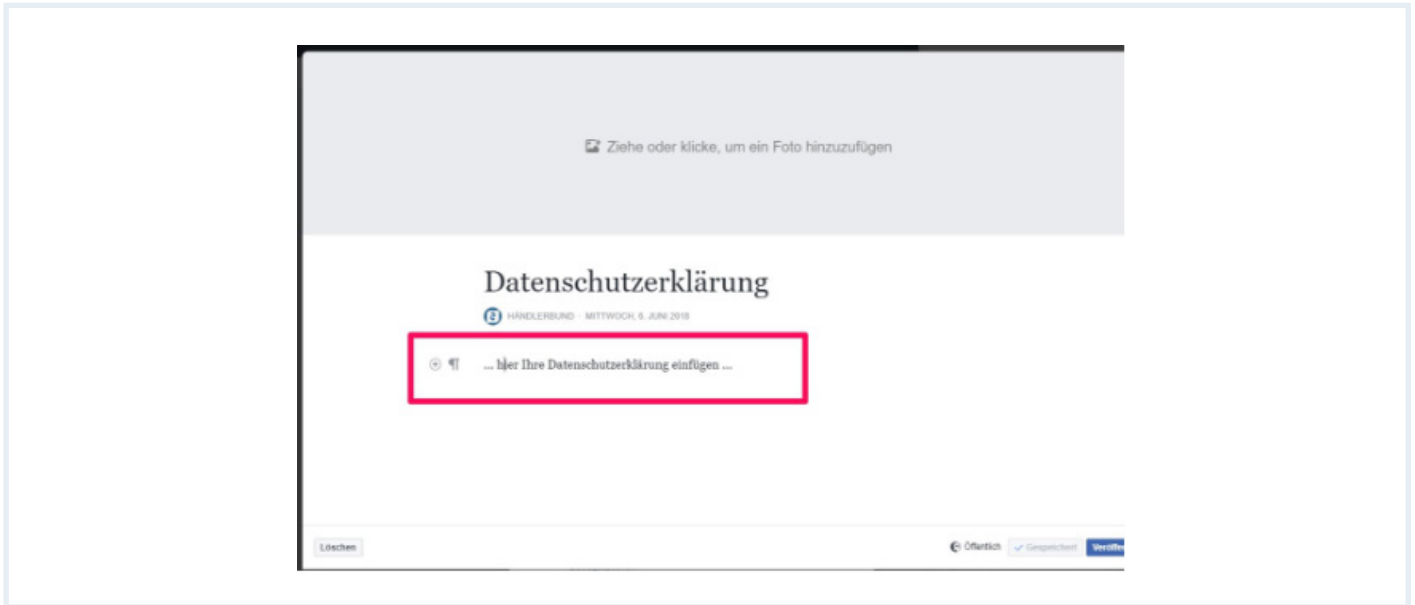 Ziehe oder klicke, um ein Foto hinzuzufügen
Datenschutzerklärung
HÄNDLERBUND · MITTWOCH, 6. JUNI 2018
... hier Ihre Datenschutzerklärung einfügen ...
Löschen
Öffentlich Gespeichert Veröffe